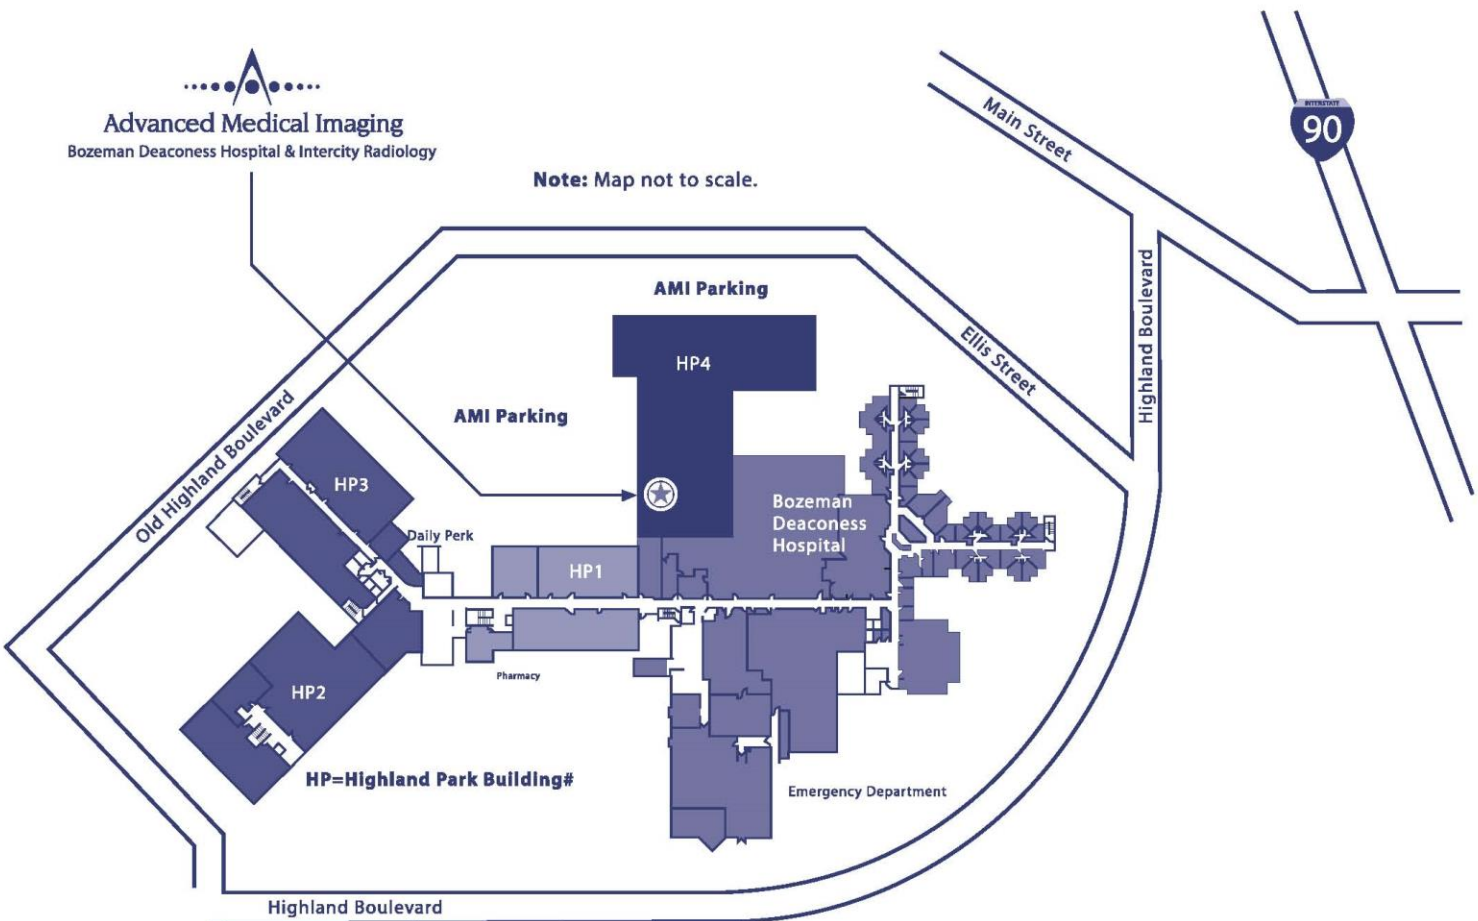 Advanced Medical Imaging
Bozeman Deaconess Hospital & Intercity Radiology
Note: Map not to scale.
Main Street
INTERSTATE
90
Highland Boulevard
AMI Parking
HP4
Ellis Street
AMI Parking
Old Highland Boulevard
HP3
Bozeman
Deaconess
Hospital
Daily Perk
HP1
Pharmacy
HP2
HP=Highland Park Building#
Emergency Department
Highland Boulevard